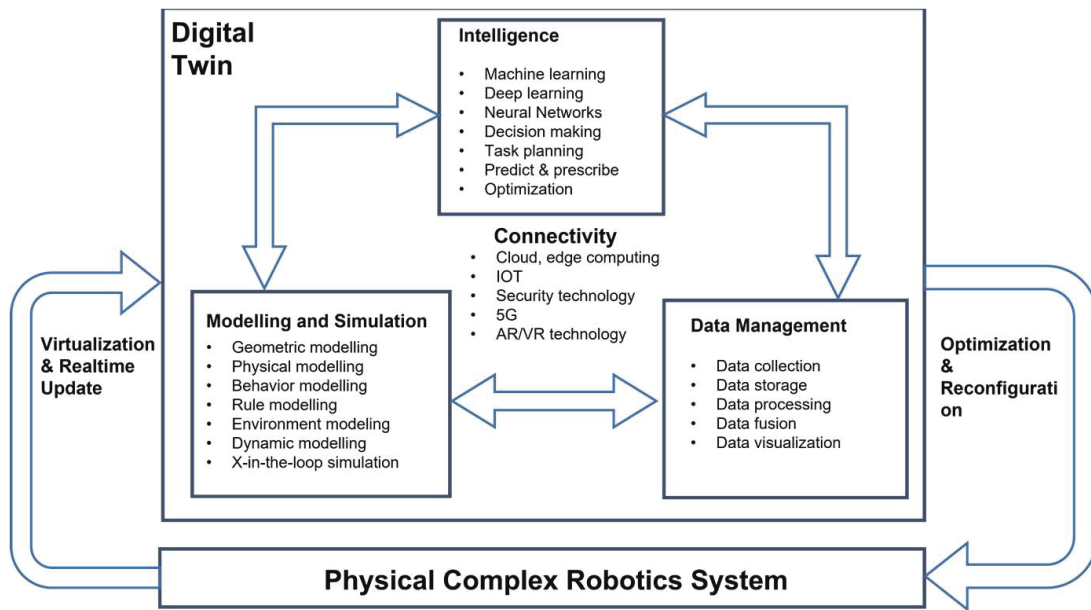 Digital
Twin
Intelligence
• Machine learning
• Deep learning
• Neural Networks
• Decision making
• Task planning
• Predict & prescribe
• Optimization
Connectivity
• Cloud, edge computing
• IOT
• Security technology
• 5G
• AR/VR technology
Modelling and Simulation
• Geometric modelling
• Physical modelling
• Behavior modelling
• Rule modelling
• Environment modeling
• Dynamic modelling
• X-in-the-loop simulation
Data Management
• Data collection
• Data storage
• Data processing
• Data fusion
• Data visualization
Virtualization
& Realtime
Update
Optimization
&
Reconfigurati
on
Physical Complex Robotics System